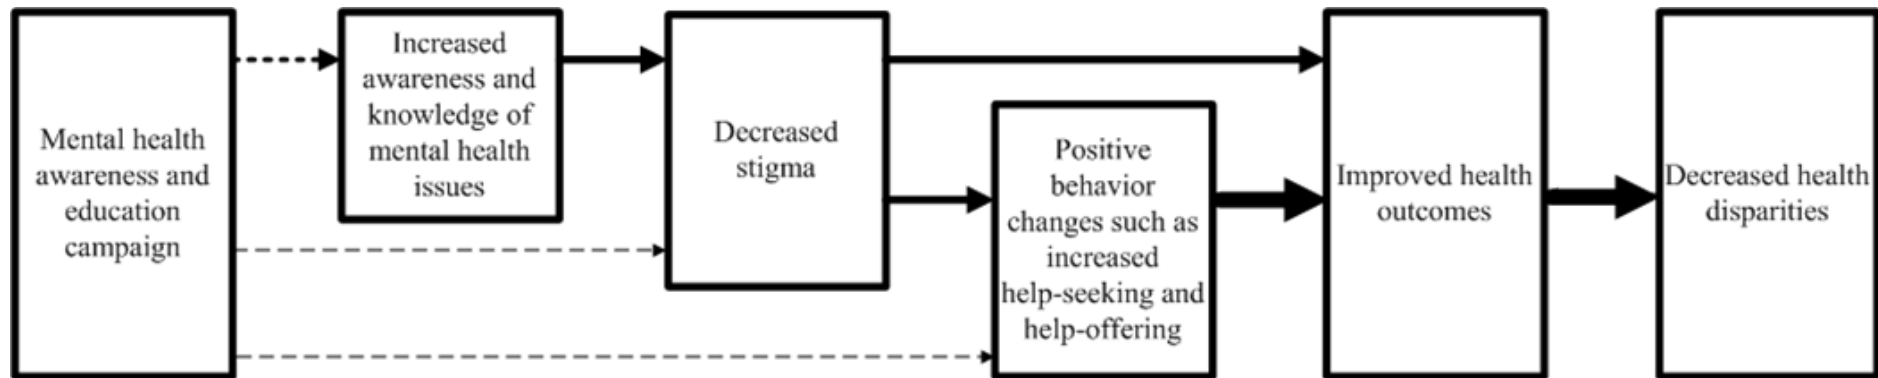 Mental health
awareness and
education
campaign
Increased
awareness and
knowledge of
mental health
issues
Decreased
stigma
Positive
behavior
changes such as
increased
help-seeking and
help-offering
Improved health
outcomes
Decreased health
disparities